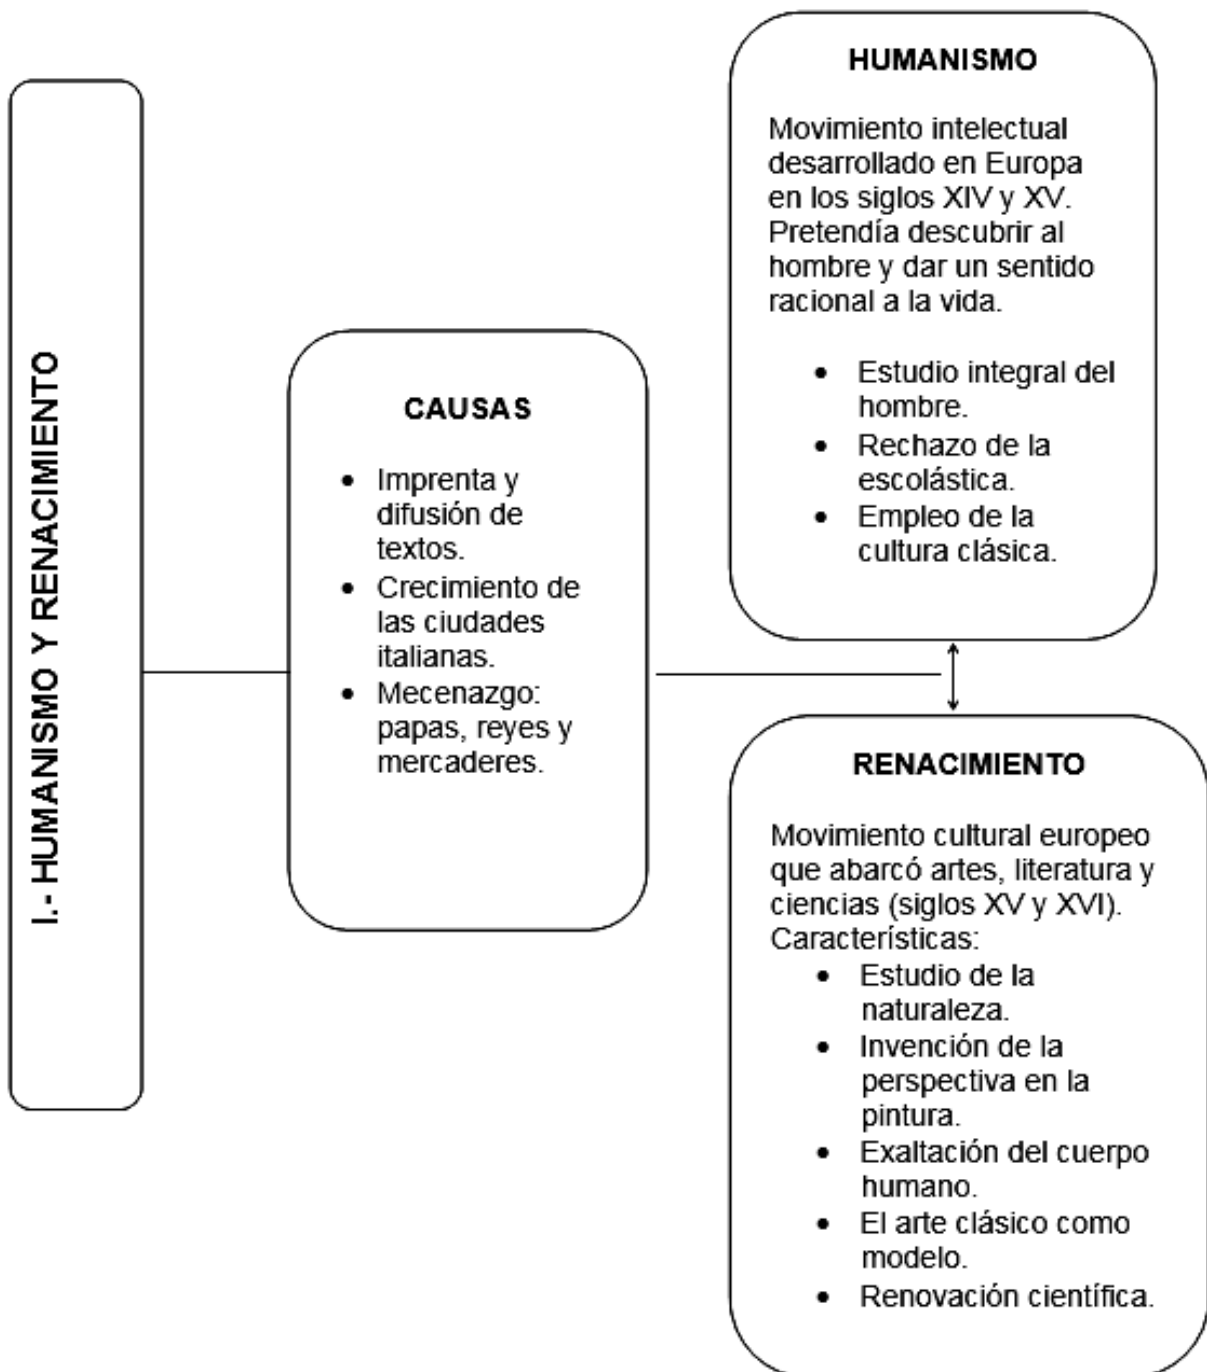 I.- HUMANISMO Y RENACIMIENTO
CAUSAS
• Imprenta y
difusión de
textos.
• Crecimiento de
las ciudades
italianas.
• Mecenazgo:
papas, reyes y
mercaderes.
HUMANISMO
Movimiento intelectual
desarrollado en Europa
en los siglos XIV y XV.
Pretendía descubrir al
hombre y dar un sentido
racional a la vida.
• Estudio integral del
hombre.
• Rechazo de la
escolástica.
• Empleo de la
cultura clásica.
RENACIMIENTO
Movimiento cultural europeo
que abarcó artes, literatura y
ciencias (siglos XV y XVI).
Características:
• Estudio de la
naturaleza.
• Invención de la
perspectiva en la
pintura.
• Exaltación del cuerpo
humano.
• El arte clásico como
modelo.
• Renovación científica.